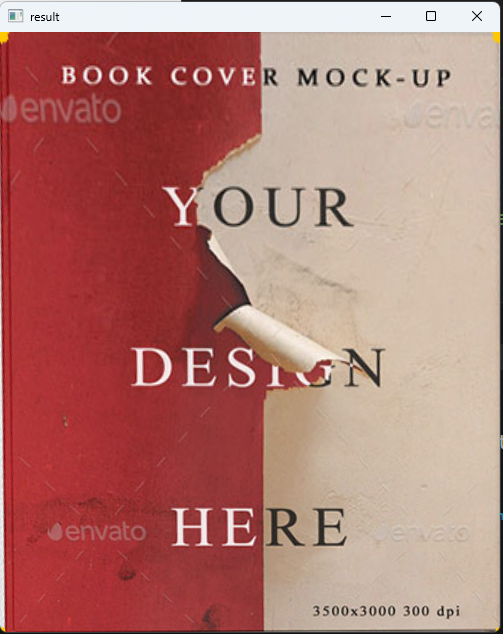 result
BOOK COVER MOCK-UP
envato
envato
YOUR
DESIGN
HERE
envato
envato
3500x3000 300 dpi